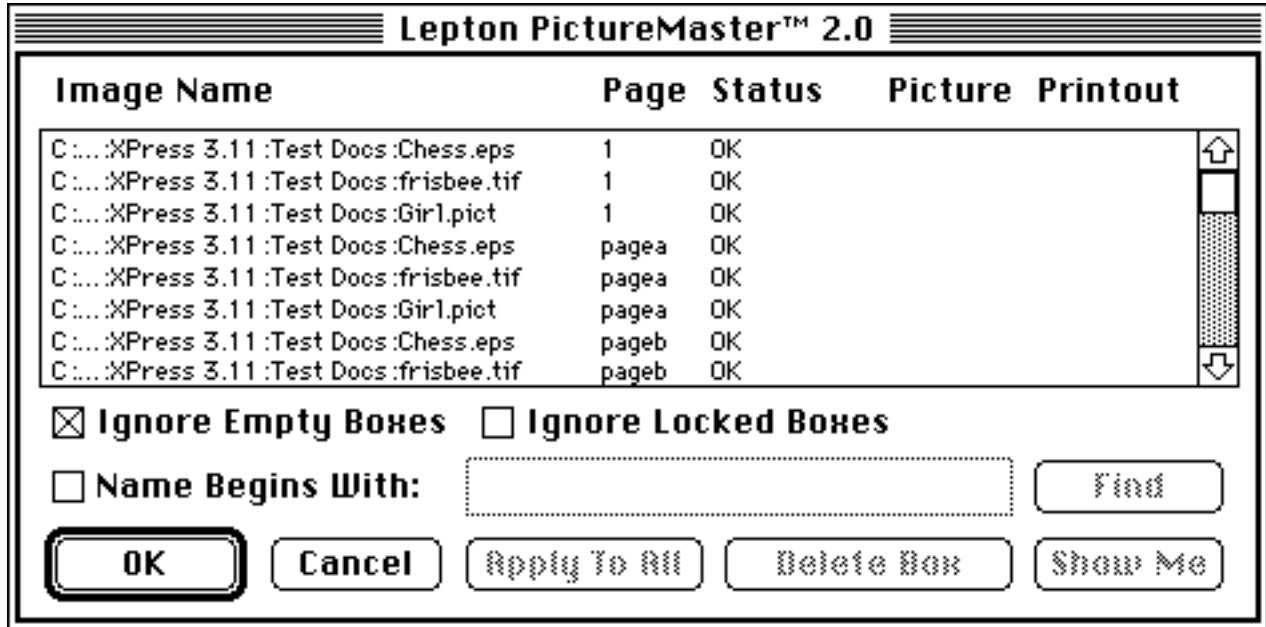 Lepton PictureMaster™ 2.0
Image Name Page Status Picture Printout
C:...:XPress 3.11:Test Docs:Chess.eps 1 OK
C:...:XPress 3.11:Test Docs:frisbee.tif 1 OK
C:...:XPress 3.11:Test Docs:Girl.pict 1 OK
C:...:XPress 3.11:Test Docs:Chess.eps pagea OK
C:...:XPress 3.11:Test Docs:frisbee.tif pagea OK
C:...:XPress 3.11:Test Docs:Girl.pict pagea OK
C:...:XPress 3.11:Test Docs:Chess.eps pageb OK
C:...:XPress 3.11:Test Docs:frisbee.tif pageb OK
Ignore Empty Boxes Ignore Locked Boxes
Name Begins With: Find
OK Cancel Apply To All Delete Box Show Me